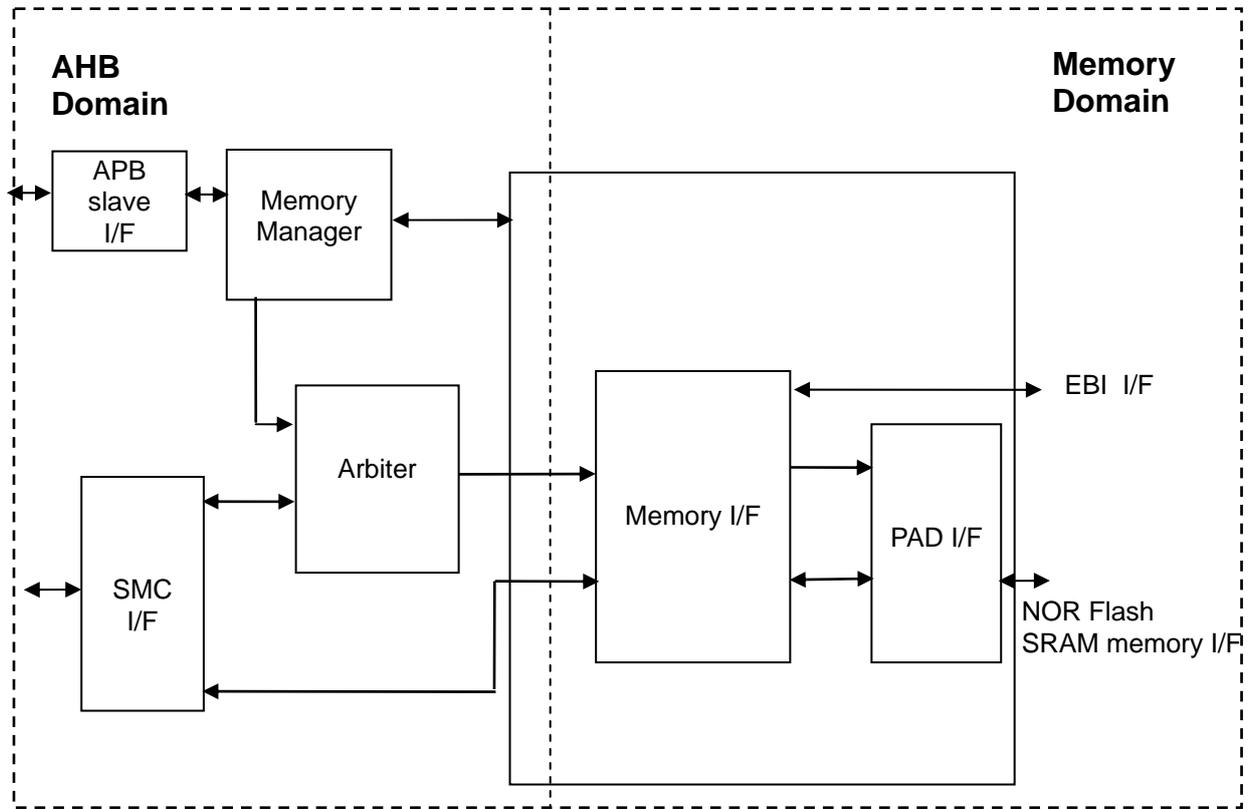 AHB
Domain
Memory
Domain
APB
slave
I/F
Memory
Manager
EBI I/F
Arbiter
Memory I/F
PAD I/F
SMC
I/F
NOR Flash
SRAM memory I/F